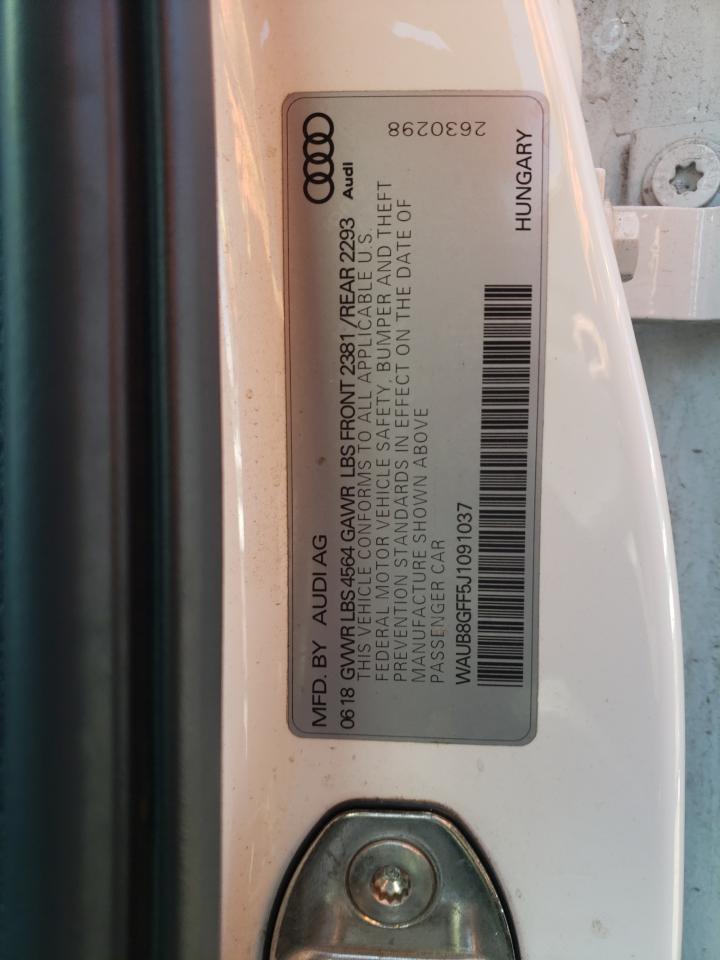 MFD. BY AUDI AG
Audi
0618 GVWR LBS 4564 GAWR LBS FRONT 2381/REAR 2293
THIS VEHICLE CONFORMS TO ALL APPLICABLE U.S.
FEDERAL MOTOR VEHICLE SAFETY, BUMPER AND THEFT
PREVENTION STANDARDS IN EFFECT ON THE DATE OF
MANUFACTURE SHOWN ABOVE
PASSENGER CAR
2630298
WAUB8GFF5J1091037
HUNGARY